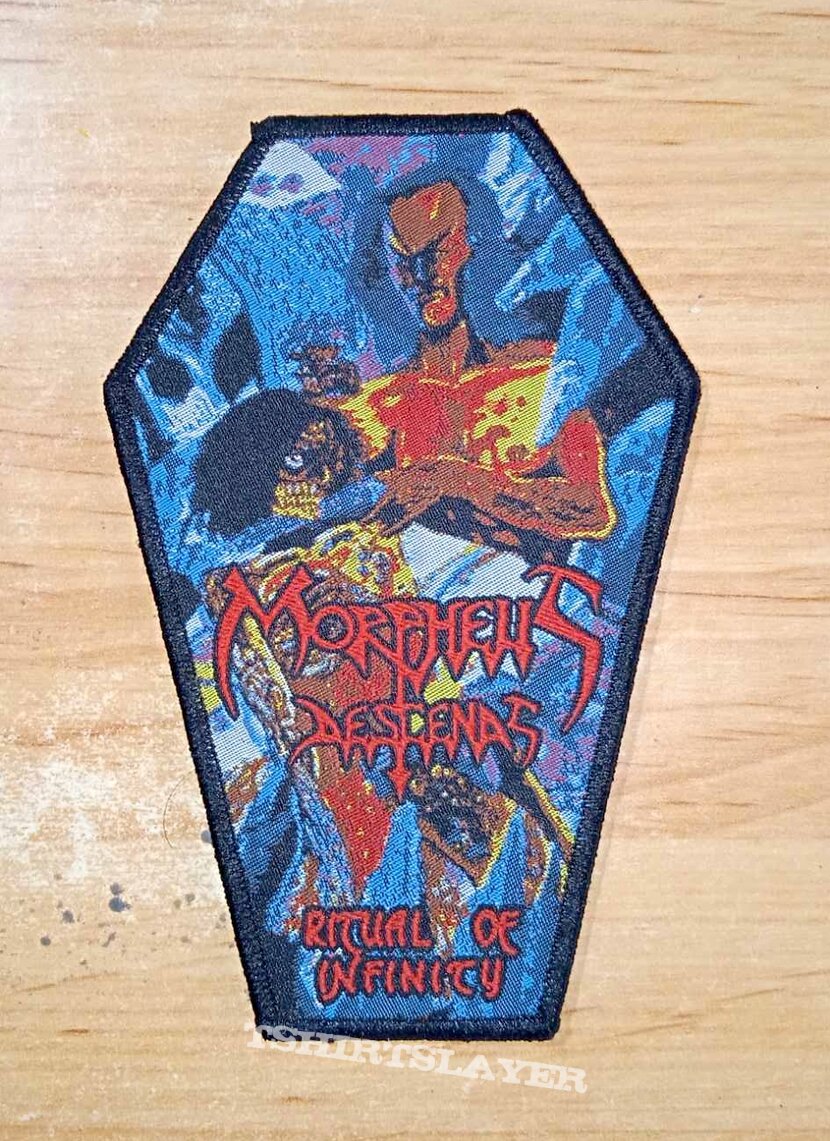 MORPHEUS
DESCENDS
RITUAL OF
INFINITY
TSHIRTSLAYER